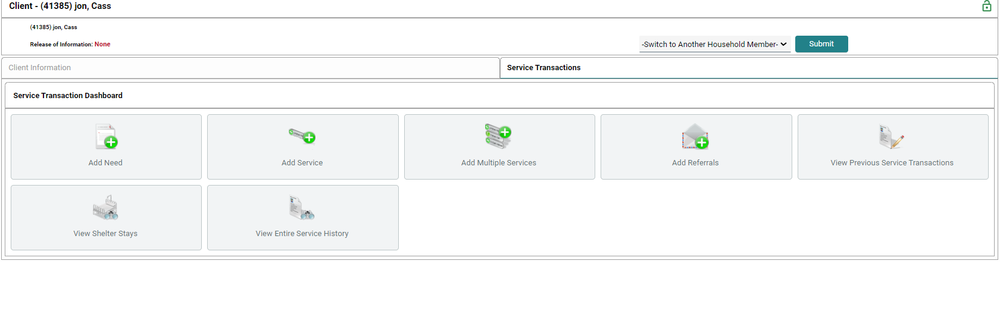 Client - (41385) jon, Cass
(41385) jon, Cass
Release of Information: None
-Switch to Another Household Member-
Submit
Client Information
Service Transactions
Service Transaction Dashboard
Add Need
Add Service
Add Multiple Services
Add Referrals
View Previous Service Transactions
View Shelter Stays
View Entire Service History